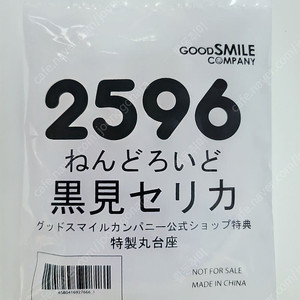 GOOD SMILE
COMPANY
2596
ねんどろいど
黒見セリカ
グッドスマイルカンパニー公式ショップ特典
特製丸台座
NOT FOR SALE
MADE IN CHINA